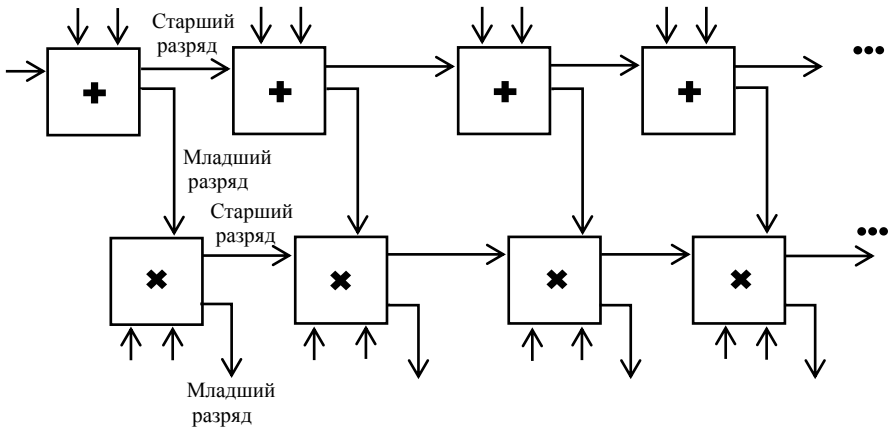 Старший
разряд
+ + + +
•••
Младший
разряд
Старший
разряд
•••
× × × ×
Младший
разряд